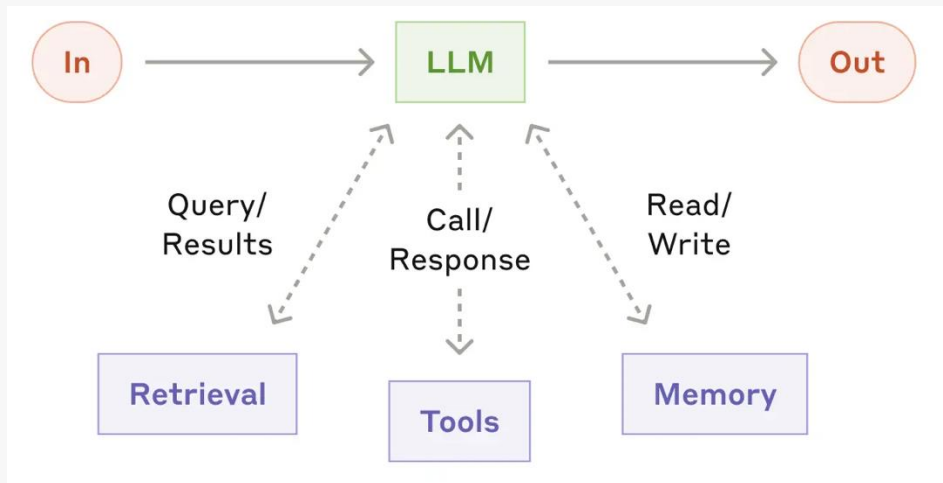 In
LLM
Out
Query/
Results
Call/
Response
Read/
Write
Retrieval
Tools
Memory